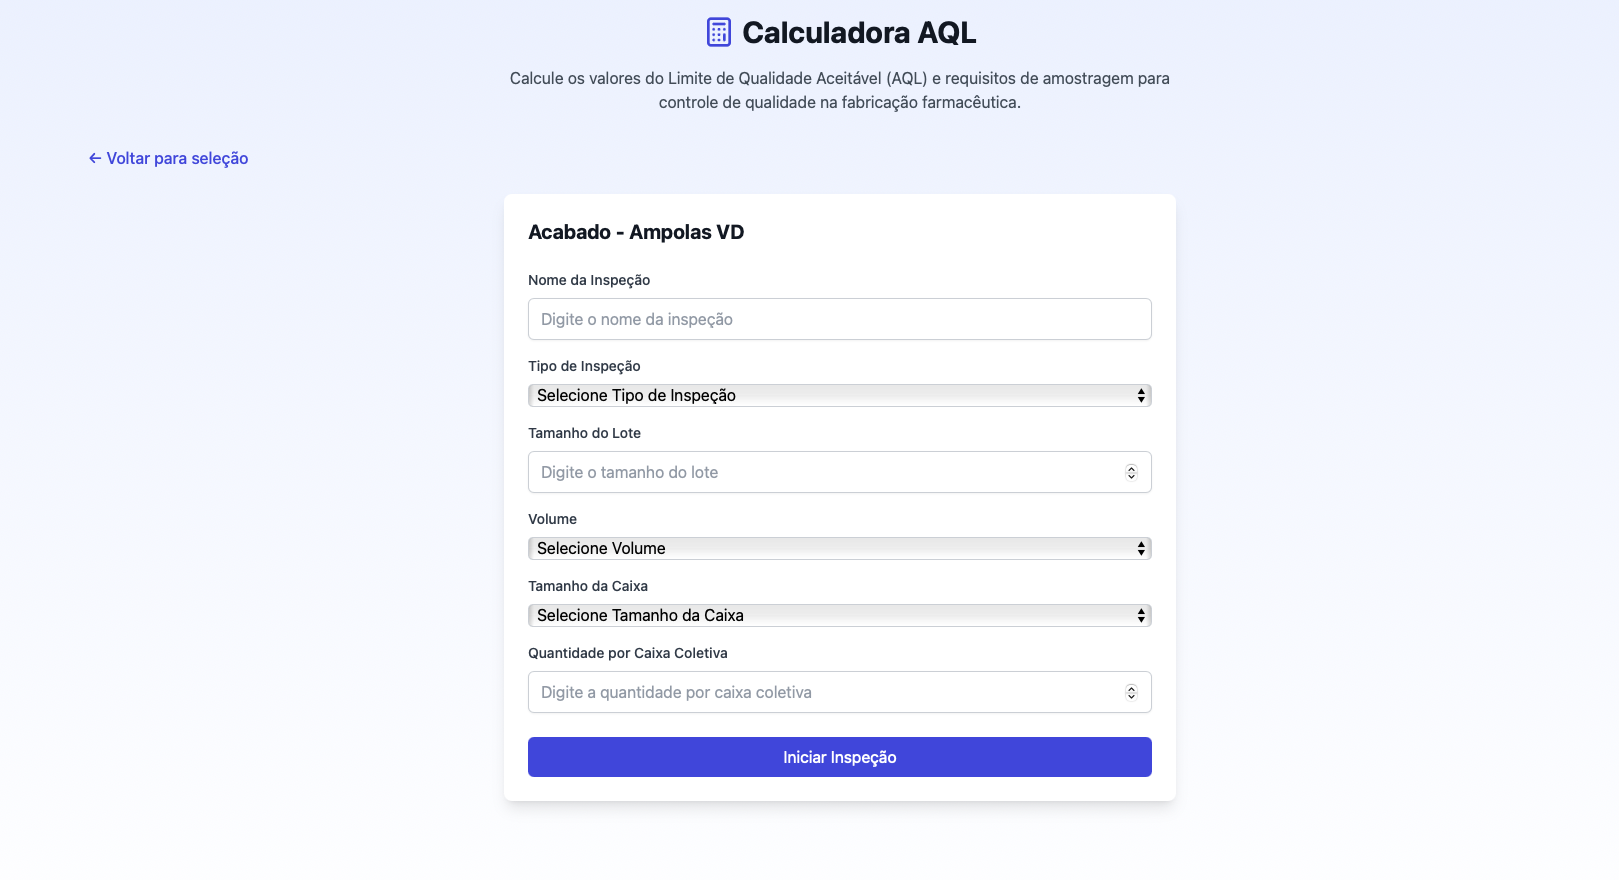 Calculadora AQL
Calcule os valores do Limite de Qualidade Aceitável (AQL) e requisitos de amostragem para
controle de qualidade na fabricação farmacêutica.
← Voltar para seleção
Acabado - Ampolas VD
Nome da Inspeção
Digite o nome da inspeção
Tipo de Inspeção
Selecione Tipo de Inspeção
Tamanho do Lote
Digite o tamanho do lote
Volume
Selecione Volume
Tamanho da Caixa
Selecione Tamanho da Caixa
Quantidade por Caixa Coletiva
Digite a quantidade por caixa coletiva
Iniciar Inspeção